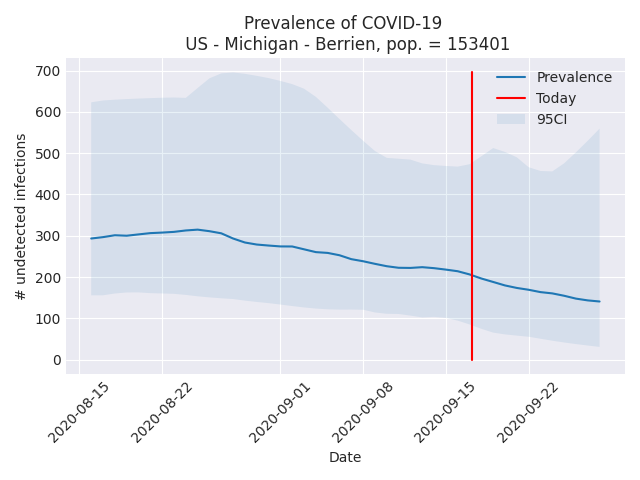 Prevalence of COVID-19
US - Michigan - Berrien, pop. = 153401
700
600
500
400
300
200
100
0
# undetected infections
Prevalence
Today
95CI
2020-08-15
2020-08-22
2020-09-01
2020-09-08
2020-09-15
2020-09-22
Date